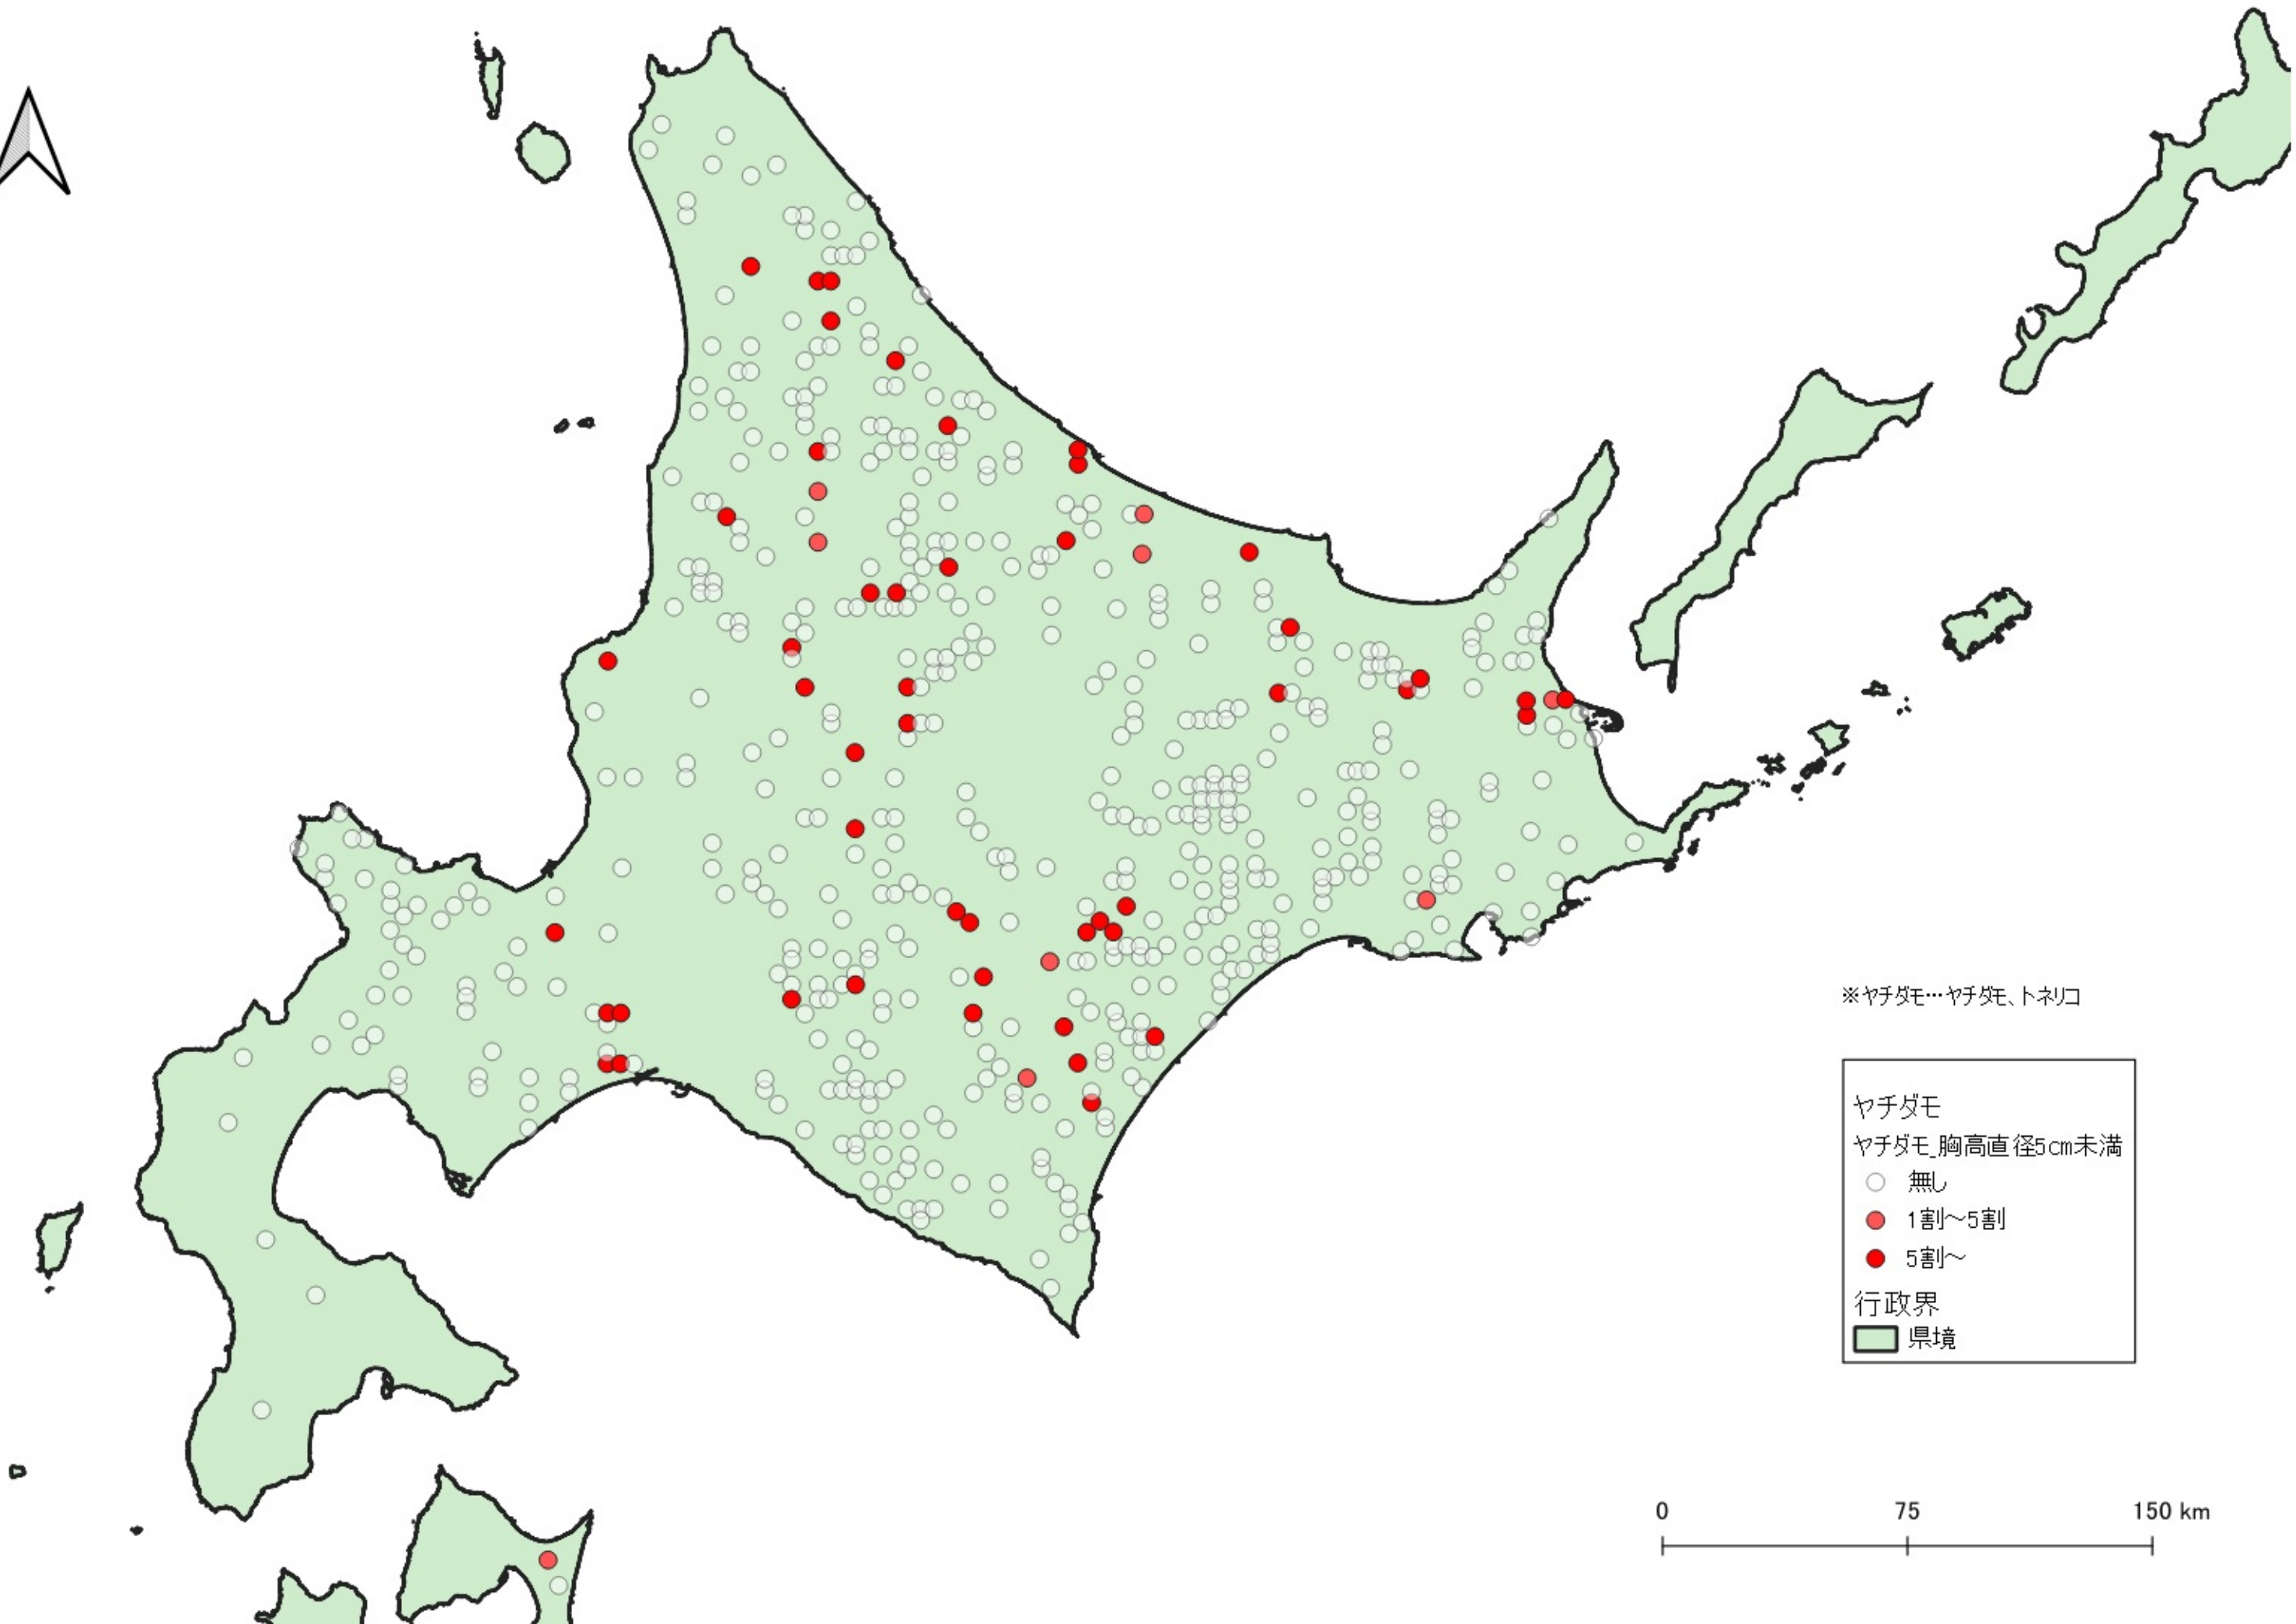 ※ヤチダモ…ヤチダモ、トネリコ
ヤチダモ
ヤチダモ_胸高直径5cm未満
無し
1割～5割
5割～
行政界
県境
0 75 150 km